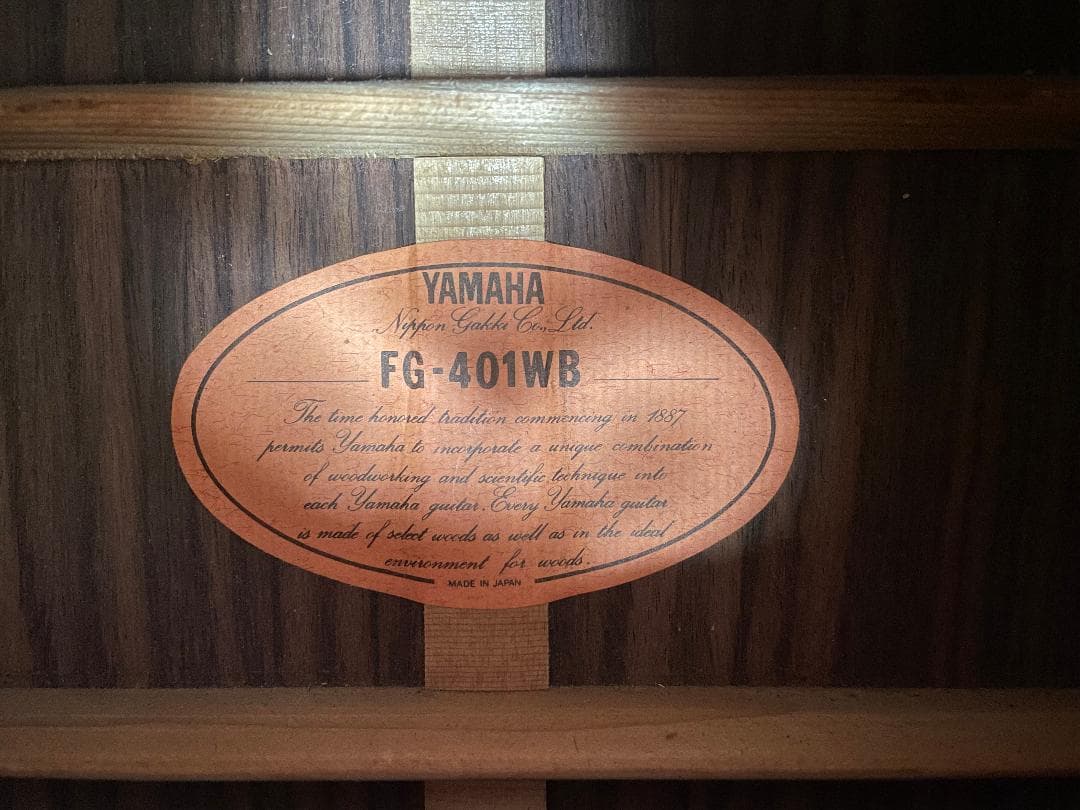 YAMAHA
Nippon Gakki Co., Ltd.
FG-401WB
The time honored tradition commencing in 1887
permits Yamaha to incorporate a unique combination
of woodworking and scientific technique into
each Yamaha guitar. Every Yamaha guitar
is made of select woods as well as in the ideal
environment for woods.
MADE IN JAPAN